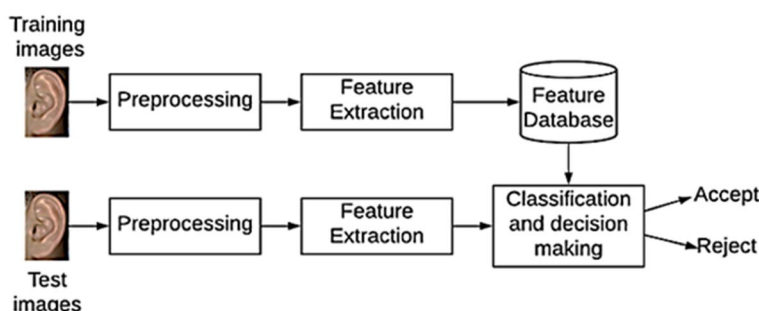 Training
images
Preprocessing
Feature
Extraction
Feature
Database
Preprocessing
Feature
Extraction
Classification
and decision
making
Accept
Reject
Test
images